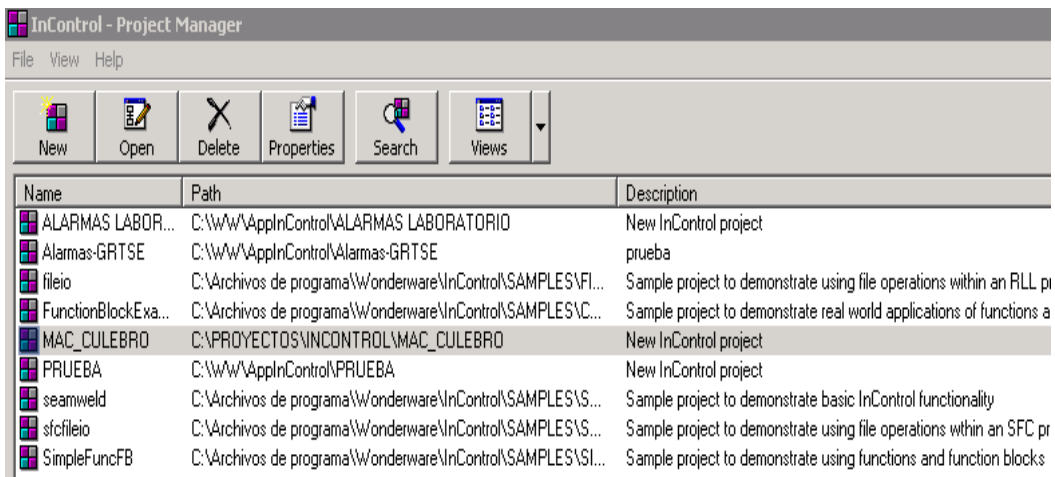 InControl - Project Manager
File View Help
New Open Delete Properties Search Views
Name Path Description
ALARMAS LABOR... C:\WW\AppInControl\ALARMAS LABORATORIO New InControl project
Alarmas-GRTSE C:\WW\AppInControl\Alarmas-GRTSE prueba
fileio C:\Archivos de programa\Wonderware\InControl\SAMPLES\FI... Sample project to demonstrate using file operations within an RLL pr
FunctionBlockExa... C:\Archivos de programa\Wonderware\InControl\SAMPLES\C... Sample project to demonstrate real world applications of functions a
MAC_CULEBRO C:\PROYECTOS\INCONTROL\MAC_CULEBRO New InControl project
PRUEBA C:\WW\AppInControl\PRUEBA New InControl project
seamweld C:\Archivos de programa\Wonderware\InControl\SAMPLES\S... Sample project to demonstrate basic InControl functionality
sfcfileio C:\Archivos de programa\Wonderware\InControl\SAMPLES\S... Sample project to demonstrate using file operations wthin an SFC pr
SimpleFuncFB C:\Archivos de programa\Wonderware\InControl\SAMPLES\SI... Sample project to demonstrate using functions and function blocks